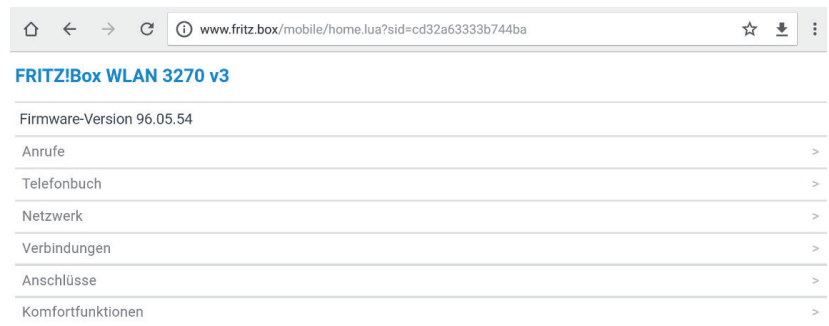 www.fritz.box/mobile/home.lua?sid=cd32a63333b744ba
FRITZ!Box WLAN 3270 v3
Firmware-Version 96.05.54
Anrufe >
Telefonbuch >
Netzwerk >
Verbindungen >
Anschlüsse >
Komfortfunktionen >